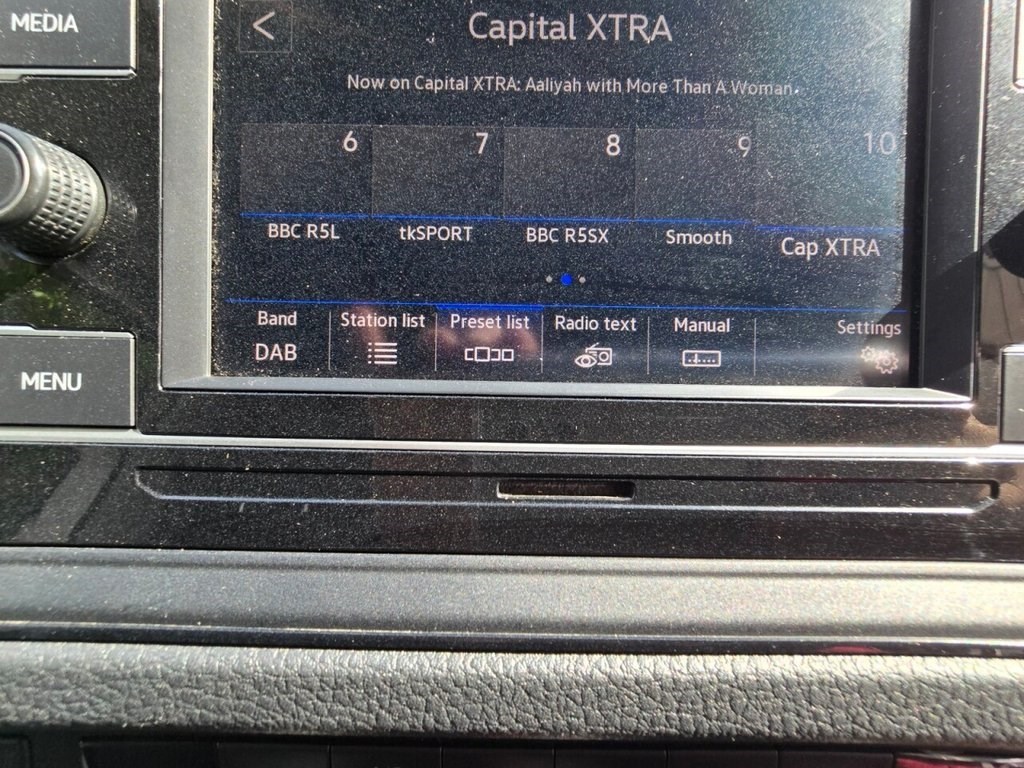 MEDIA
Capital XTRA
Now on Capital XTRA: Aaliyah with More Than A Woman.
6 7 8 9 10
BBC R5L tkSPORT BBC R5SX Smooth Cap XTRA
Band Station list Preset list Radio text Manual Settings
DAB
MENU